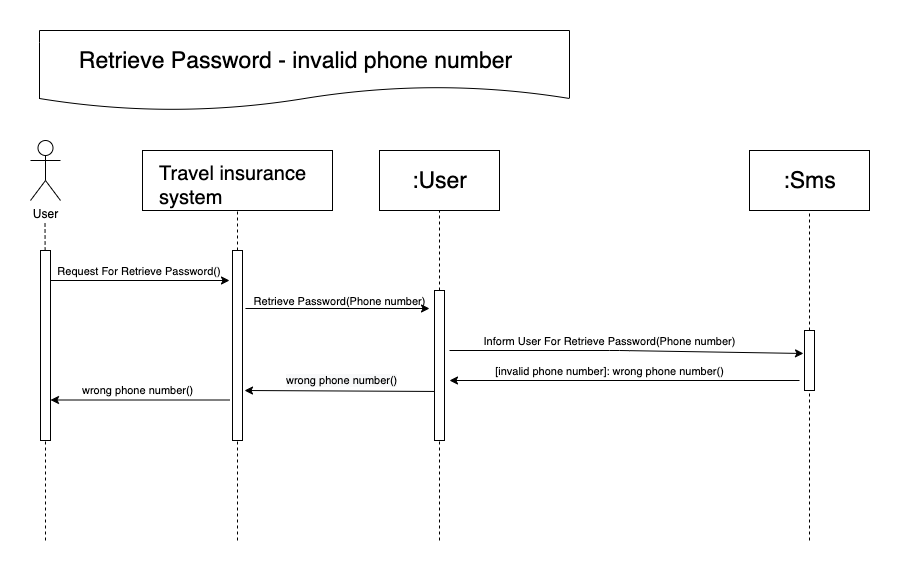 Retrieve Password - invalid phone number
User
Travel insurance
system
:User
:Sms
Request For Retrieve Password()
Retrieve Password(Phone number)
Inform User For Retrieve Password(Phone number)
[invalid phone number]: wrong phone number()
wrong phone number()
wrong phone number()